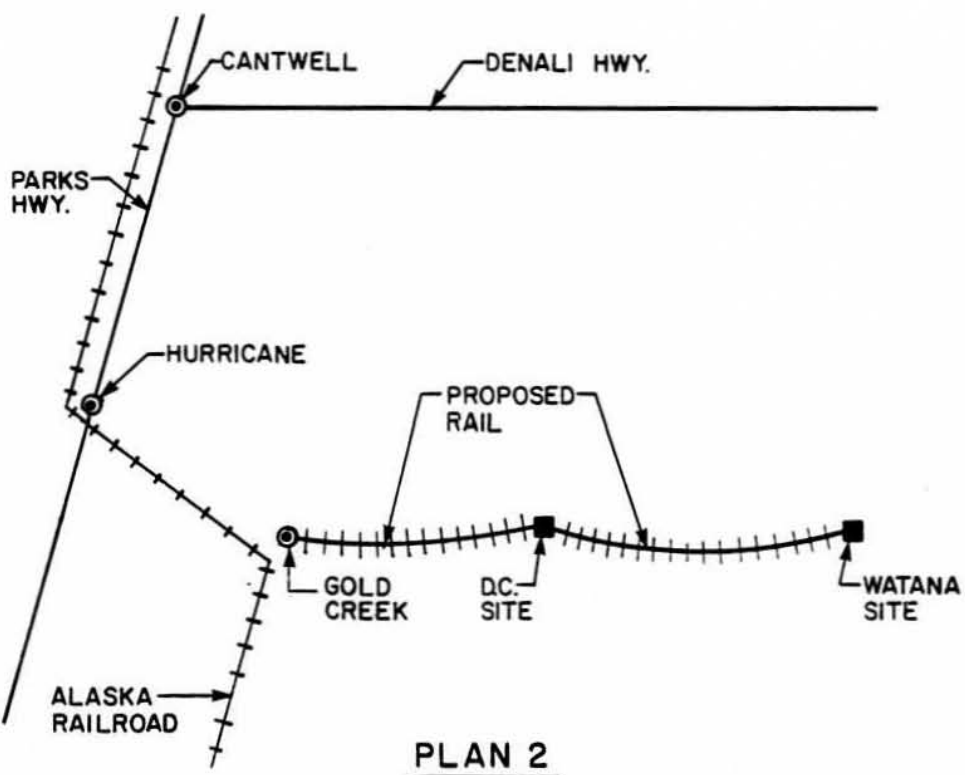 CANTWELL
DENALI HWY.
PARKS
HWY.
HURRICANE
PROPOSED
RAIL
GOLD
CREEK
D.C.
SITE
WATANA
SITE
ALASKA
RAILROAD
PLAN 2